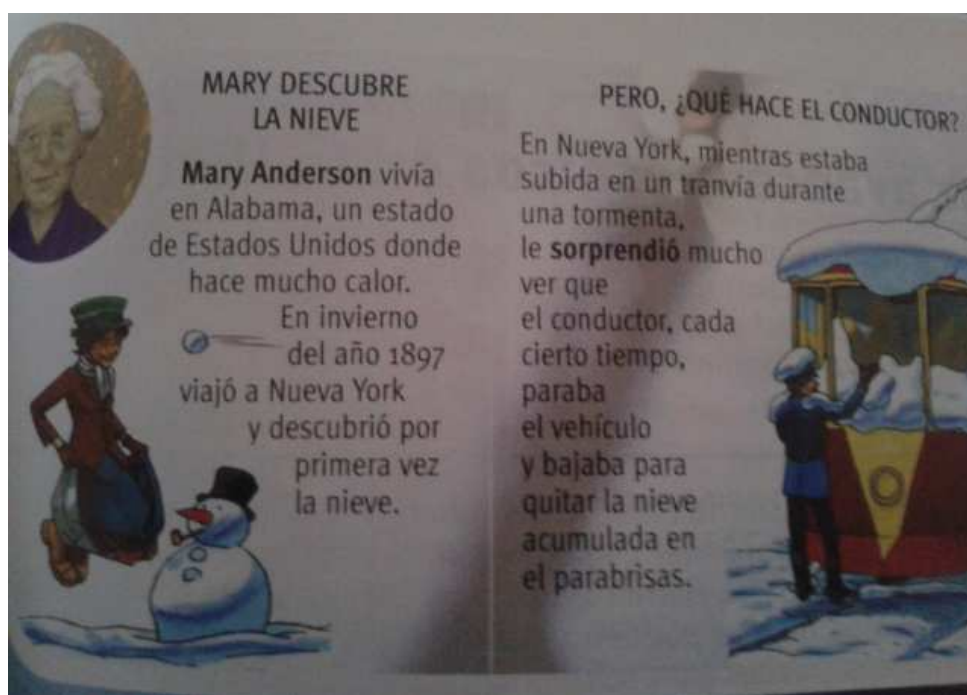 MARY DESCUBRE
LA NIEVE
Mary Anderson vivía
en Alabama, un estado
de Estados Unidos donde
hace mucho calor.
En invierno
del año 1897
viajó a Nueva York
y descubrió por
primera vez
la nieve.
PERO, ¿QUÉ HACE EL CONDUCTOR?
En Nueva York, mientras estaba
subida en un tranvía durante
una tormenta,
le sorprendió mucho
ver que
el conductor, cada
cierto tiempo,
paraba
el vehículo
y bajaba para
quitar la nieve
acumulada en
el parabrisas.